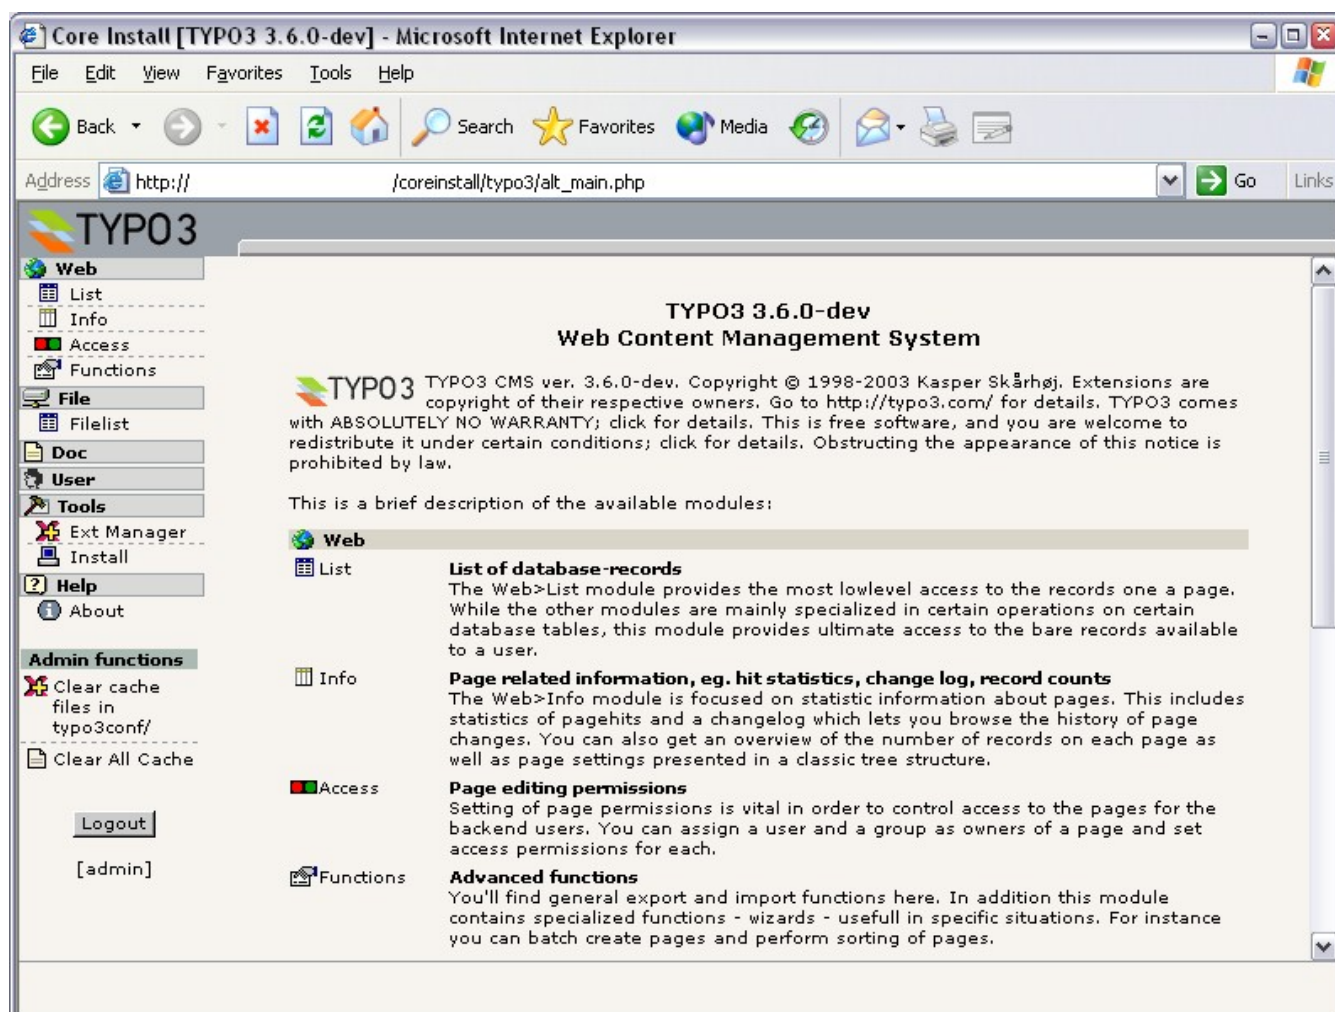 Core Install [TYPO3 3.6.0-dev] - Microsoft Internet Explorer
File Edit View Favorites Tools Help
Back Search Favorites Media
Address http:// /coreinstall/typo3/alt_main.php Go Links
TYPO3
Web
List
Info
Access
Functions
File
Filelist
Doc
User
Tools
Ext Manager
Install
Help
About
Admin functions
Clear cache
files in
typo3conf/
Clear All Cache
Logout
[admin]
TYPO3 3.6.0-dev
Web Content Management System
TYPO3 TYPO3 CMS ver. 3.6.0-dev. Copyright © 1998-2003 Kasper Skårhøj. Extensions are
copyright of their respective owners. Go to http://typo3.com/ for details. TYPO3 comes
with ABSOLUTELY NO WARRANTY; click for details. This is free software, and you are welcome to
redistribute it under certain conditions; click for details. Obstructing the appearance of this notice is
prohibited by law.
This is a brief description of the available modules:
Web
List List of database-records
The Web>List module provides the most lowlevel access to the records one a page.
While the other modules are mainly specialized in certain operations on certain
database tables, this module provides ultimate access to the bare records available
to a user.
Info Page related information, eg. hit statistics, change log, record counts
The Web>Info module is focused on statistic information about pages. This includes
statistics of pagehits and a changelog which lets you browse the history of page
changes. You can also get an overview of the number of records on each page as
well as page settings presented in a classic tree structure.
Access Page editing permissions
Setting of page permissions is vital in order to control access to the pages for the
backend users. You can assign a user and a group as owners of a page and set
access permissions for each.
Functions Advanced functions
You'll find general export and import functions here. In addition this module
contains specialized functions - wizards - usefull in specific situations. For instance
you can batch create pages and perform sorting of pages.